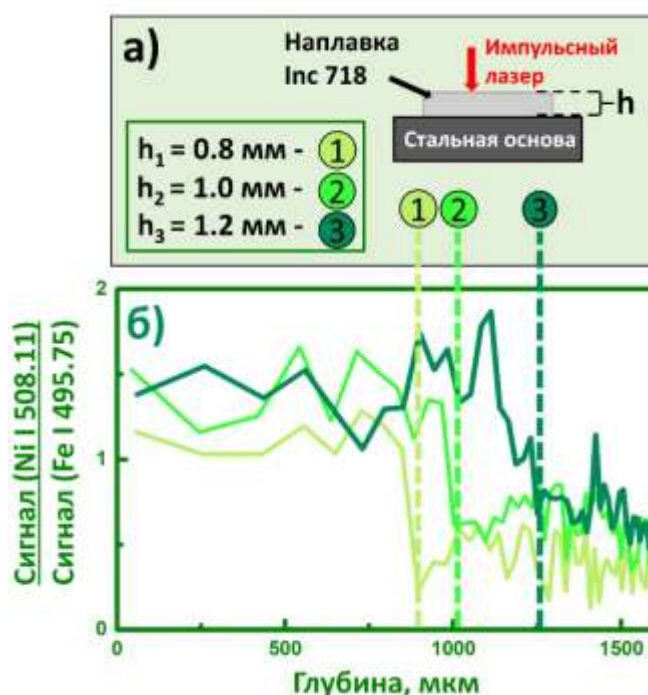 а)
Наплавка
Inc 718
Импульсный
лазер
h
Стальная основа
h₁ = 0.8 мм - 1
h₂ = 1.0 мм - 2
h₃ = 1.2 мм - 3
1 2 3
б)
2
1
0
Сигнал (Ni I 508.11)
Сигнал (Fe I 495.75)
0 500 1000 1500
Глубина, мкм